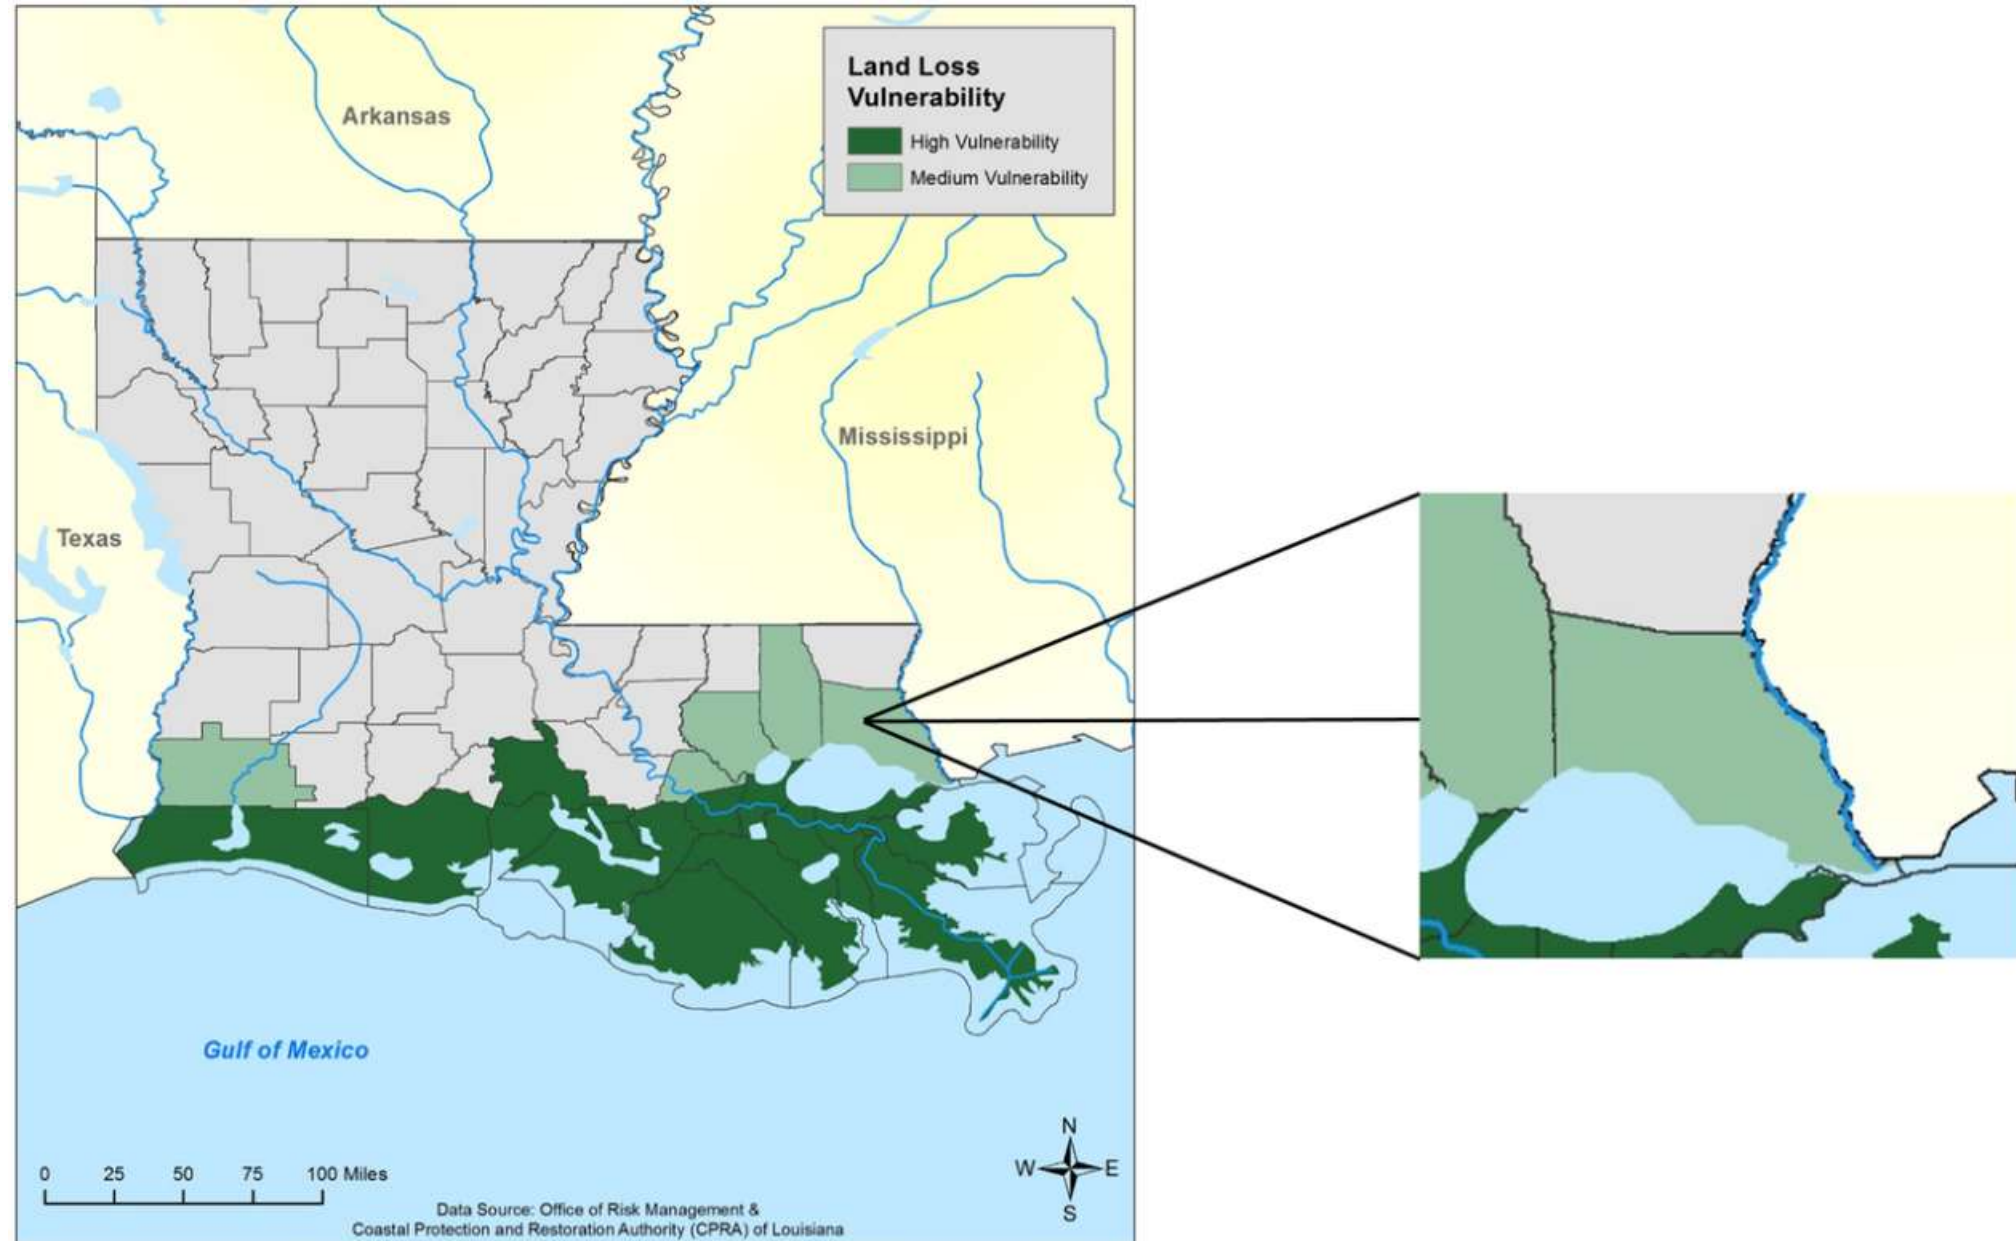 Land Loss
Vulnerability
High Vulnerability
Medium Vulnerability
Arkansas
Mississippi
Texas
Gulf of Mexico
N
W E
S
0 25 50 75 100 Miles
Data Source: Office of Risk Management &
Coastal Protection and Restoration Authority (CPRA) of Louisiana